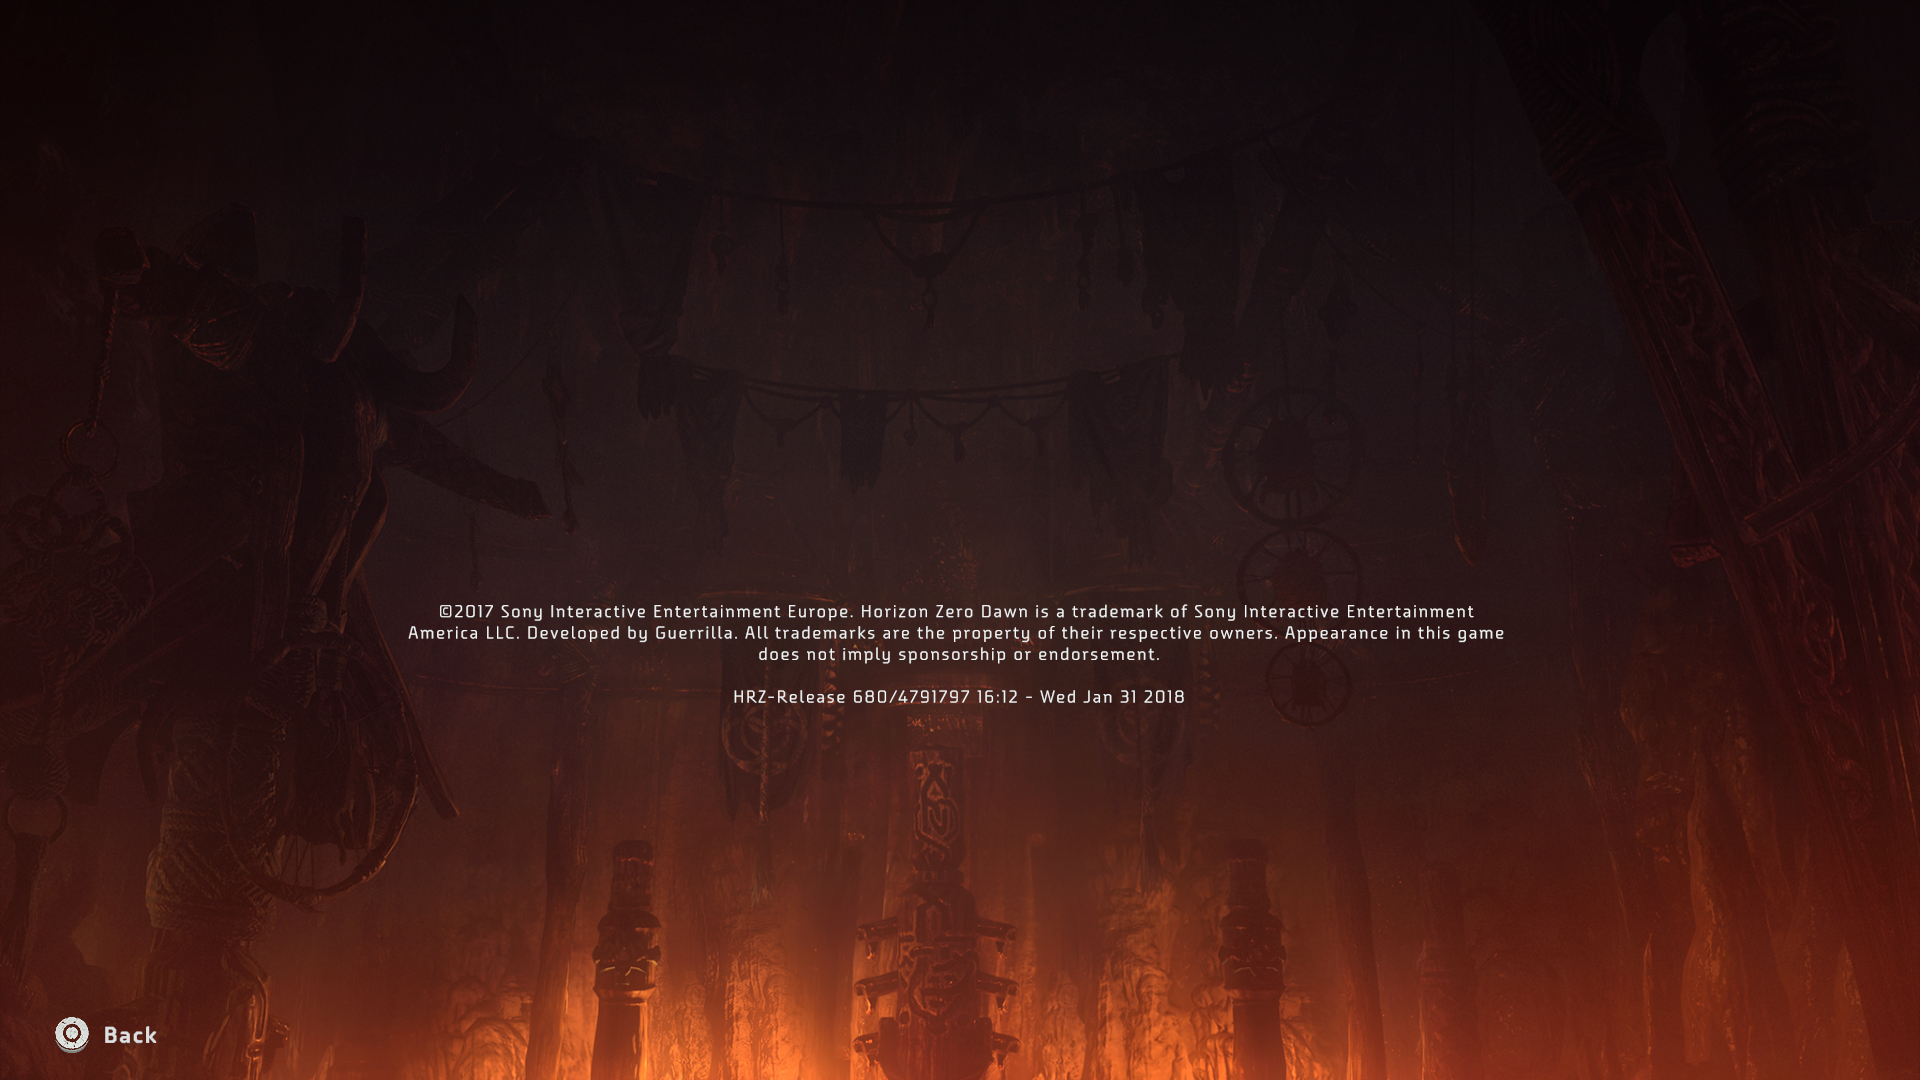 ©2017 Sony Interactive Entertainment Europe. Horizon Zero Dawn is a trademark of Sony Interactive Entertainment
America LLC. Developed by Guerrilla. All trademarks are the property of their respective owners. Appearance in this game
does not imply sponsorship or endorsement.
HRZ-Release 680/4791797 16:12 - Wed Jan 31 2018
Back